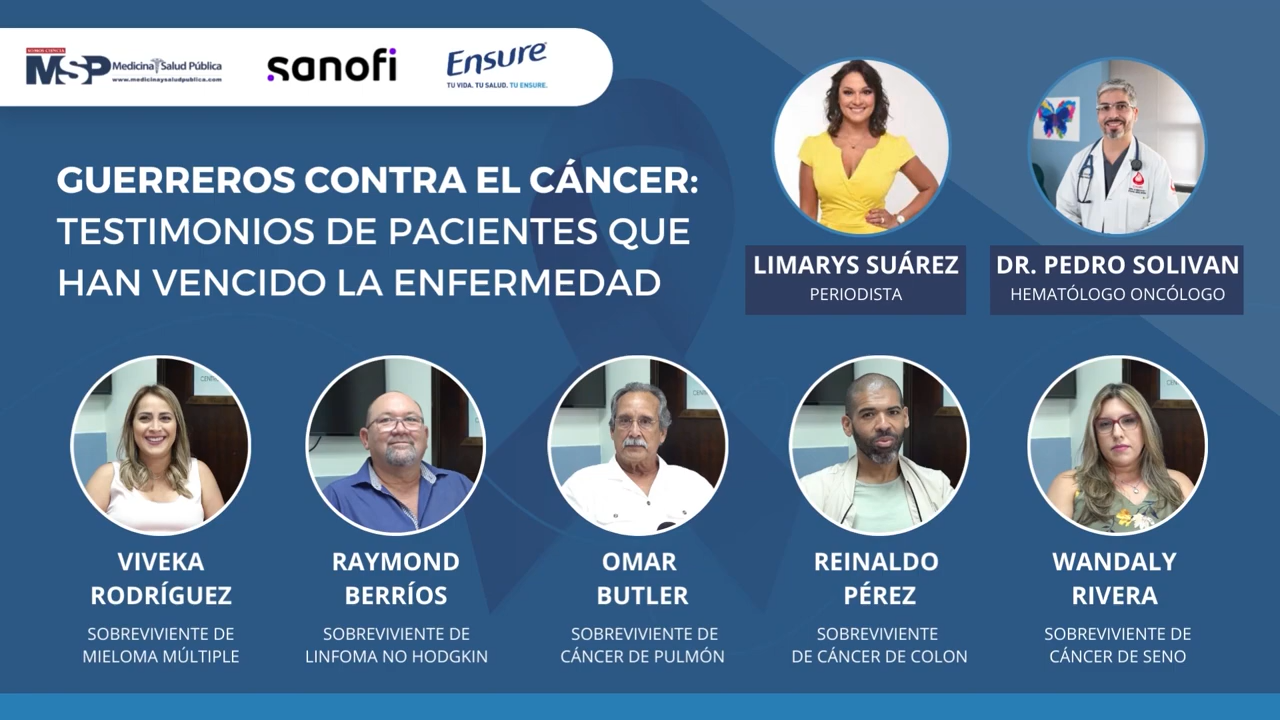 SOMOS CIENCIA
MSP Medicina Salud Pública
www.medicinaysaludpublica.com
sanofi
Ensure
TU VIDA. TU SALUD. TU ENSURE.
GUERREROS CONTRA EL CÁNCER:
TESTIMONIOS DE PACIENTES QUE
HAN VENCIDO LA ENFERMEDAD
LIMARYS SUÁREZ
PERIODISTA
DR. PEDRO SOLIVAN
HEMATÓLOGO ONCÓLOGO
VIVEKA
RODRÍGUEZ
SOBREVIVIENTE DE
MIELOMA MÚLTIPLE
RAYMOND
BERRÍOS
SOBREVIVIENTE DE
LINFOMA NO HODGKIN
OMAR
BUTLER
SOBREVIVIENTE DE
CÁNCER DE PULMÓN
REINALDO
PÉREZ
SOBREVIVIENTE
DE CÁNCER DE COLON
WANDALY
RIVERA
SOBREVIVIENTE DE
CÁNCER DE SENO